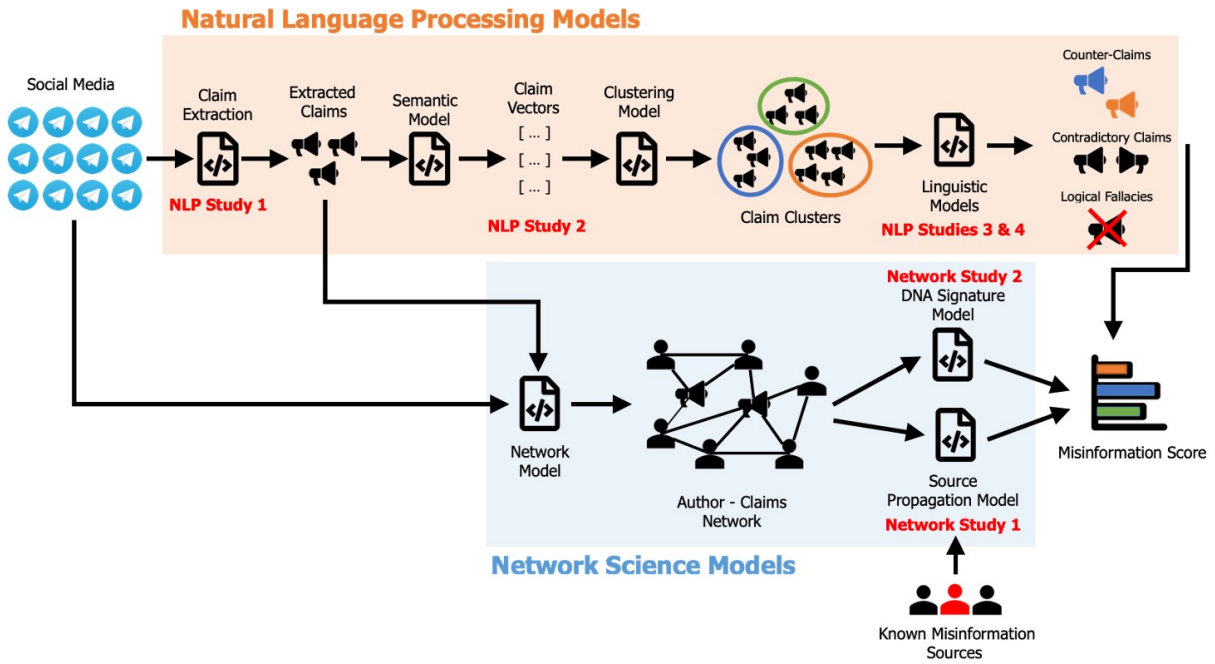 Natural Language Processing Models
Social Media
Claim
Extraction
</>
NLP Study 1
Extracted
Claims
Semantic
Model
</>
Claim
Vectors
[ ... ]
[ ... ]
[ ... ]
NLP Study 2
Clustering
Model
</>
Claim Clusters
</>
Linguistic
Models
NLP Studies 3 & 4
Counter-Claims
Contradictory Claims
Logical Fallacies
</>
Network
Model
Author - Claims
Network
Network Study 2
DNA Signature
Model
</>
</>
Source
Propagation Model
Network Study 1
Misinformation Score
Network Science Models
Known Misinformation
Sources